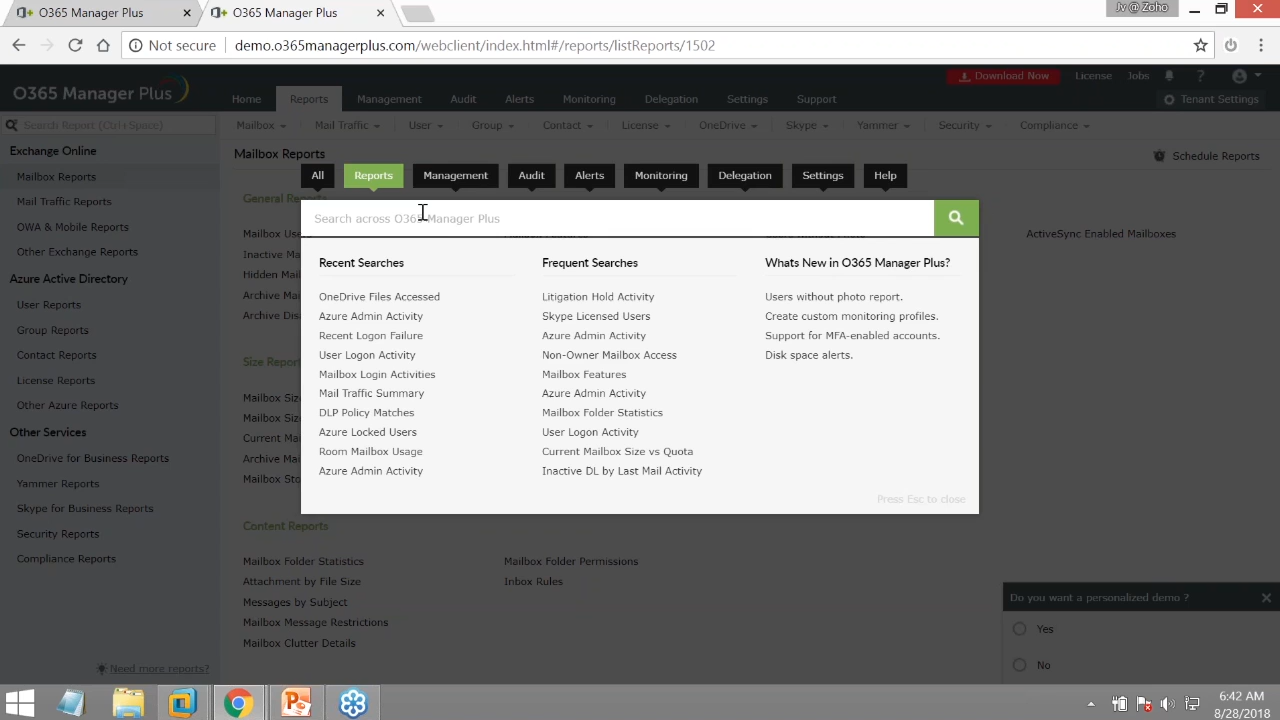 O365 Manager Plus
O365 Manager Plus
Jv @ Zoho
Not secure
demo.o365managerplus.com/webclient/index.html#/reports/listReports/1502
Download Now License Jobs ?
O365 Manager Plus
Home Reports Management Audit Alerts Monitoring Delegation Settings Support
Tenant Settings
Search Report (Ctrl+Space)
Mailbox Mail Traffic User Group Contact License OneDrive Skype Yammer Security Compliance
Exchange Online
Mailbox Reports
Mail Traffic Reports
OWA & Mobile Reports
Other Exchange Reports
Azure Active Directory
User Reports
Group Reports
Contact Reports
License Reports
Other Azure Reports
Other Services
OneDrive for Business Reports
Yammer Reports
Skype for Business Reports
Security Reports
Compliance Reports
Need more reports?
Mailbox Reports
Schedule Reports
All Reports Management Audit Alerts Monitoring Delegation Settings Help
Search across O365 Manager Plus
Recent Searches
OneDrive Files Accessed
Azure Admin Activity
Recent Logon Failure
User Logon Activity
Mailbox Login Activities
Mail Traffic Summary
DLP Policy Matches
Azure Locked Users
Room Mailbox Usage
Azure Admin Activity
Frequent Searches
Litigation Hold Activity
Skype Licensed Users
Azure Admin Activity
Non-Owner Mailbox Access
Mailbox Features
Azure Admin Activity
Mailbox Folder Statistics
User Logon Activity
Current Mailbox Size vs Quota
Inactive DL by Last Mail Activity
Whats New in O365 Manager Plus?
Users without photo report.
Create custom monitoring profiles.
Support for MFA-enabled accounts.
Disk space alerts.
Press Esc to close
General
Mailbox
Inactive
Hidden
Archive
Archive
ActiveSync Enabled Mailboxes
Size
Mailbox
Mailbox
Current
Archive
Mailbox
Content Reports
Mailbox Folder Statistics
Mailbox Folder Permissions
Attachment by File Size
Inbox Rules
Messages by Subject
Mailbox Message Restrictions
Mailbox Clutter Details
Do you want a personalized demo ?
Yes
No
6:42 AM
8/28/2018